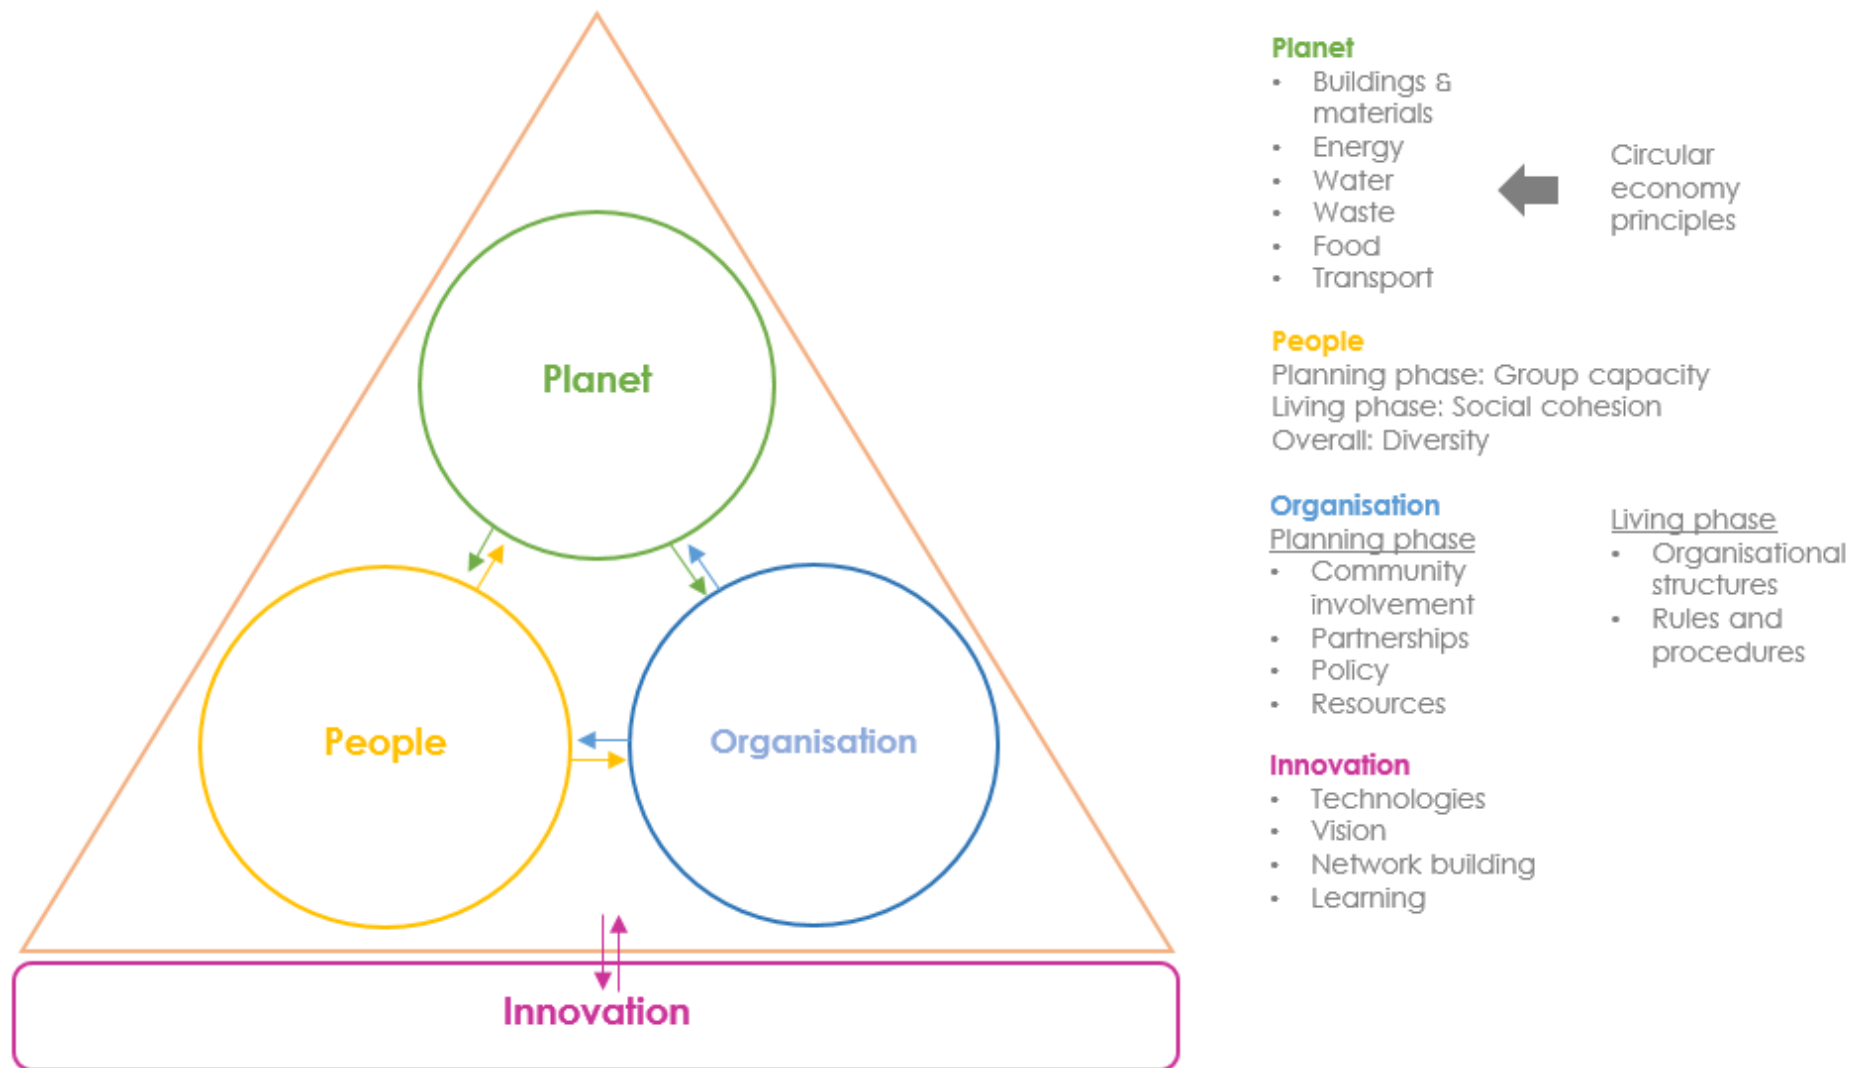 Planet
People
Organisation
Innovation
Planet
• Buildings &
materials
• Energy
• Water
• Waste
• Food
• Transport
Circular
economy
principles
People
Planning phase: Group capacity
Living phase: Social cohesion
Overall: Diversity
Organisation
Planning phase
• Community
involvement
• Partnerships
• Policy
• Resources
Living phase
• Organisational
structures
• Rules and
procedures
Innovation
• Technologies
• Vision
• Network building
• Learning